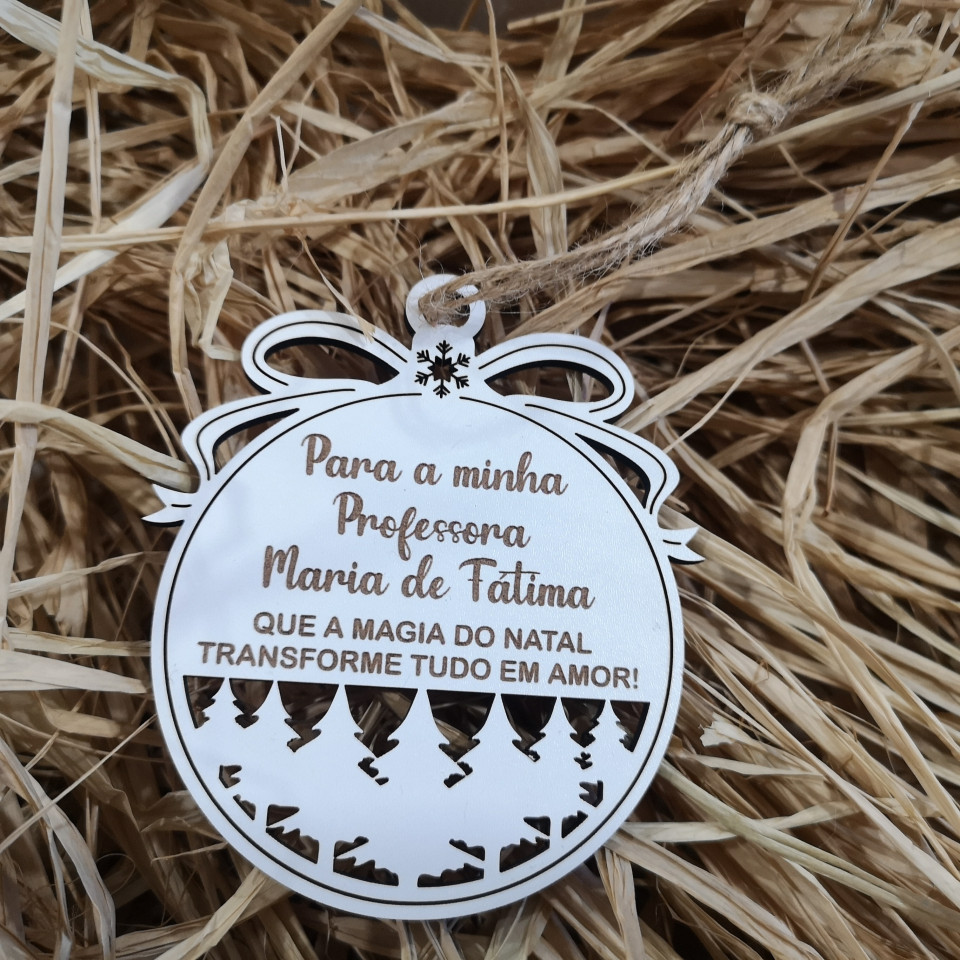 Para a minha
Professora
Maria de Fátima
QUE A MAGIA DO NATAL
TRANSFORME TUDO EM AMOR!